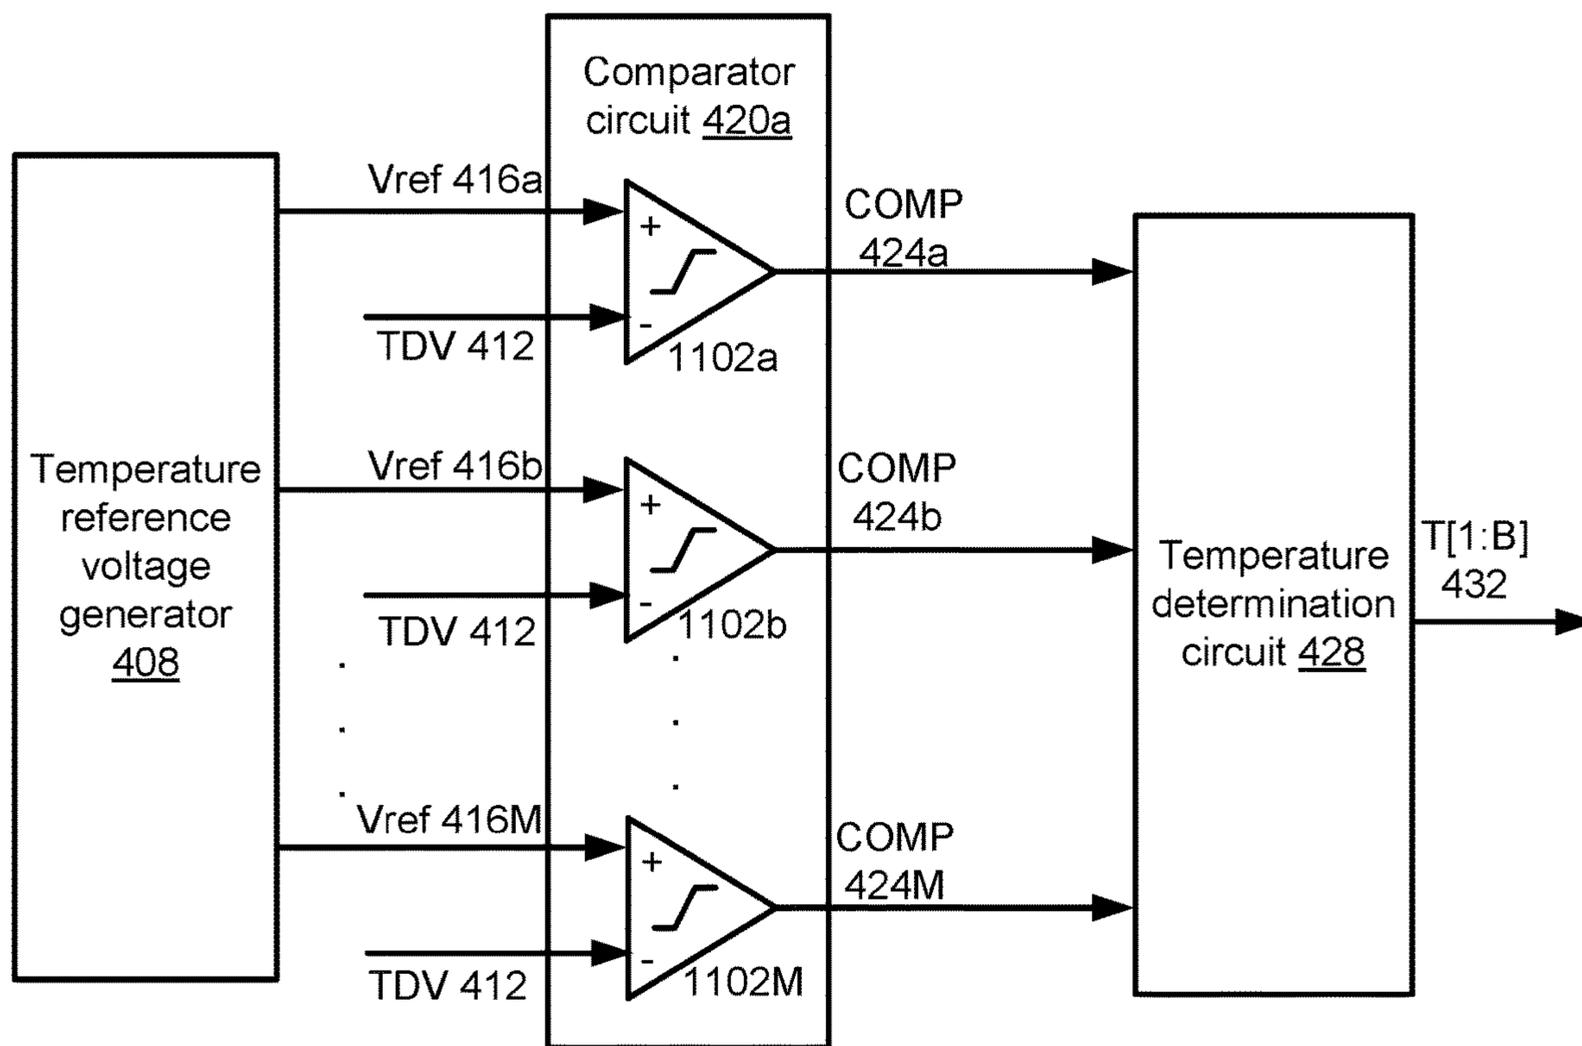 Comparator
circuit 420a
Vref 416a
+
-
TDV 412
1102a
COMP
424a
Temperature
reference
voltage
generator
408
Vref 416b
+
-
TDV 412
1102b
COMP
424b
Temperature
determination
circuit 428
T[1:B]
432
Vref 416M
+
-
TDV 412
1102M
COMP
424M